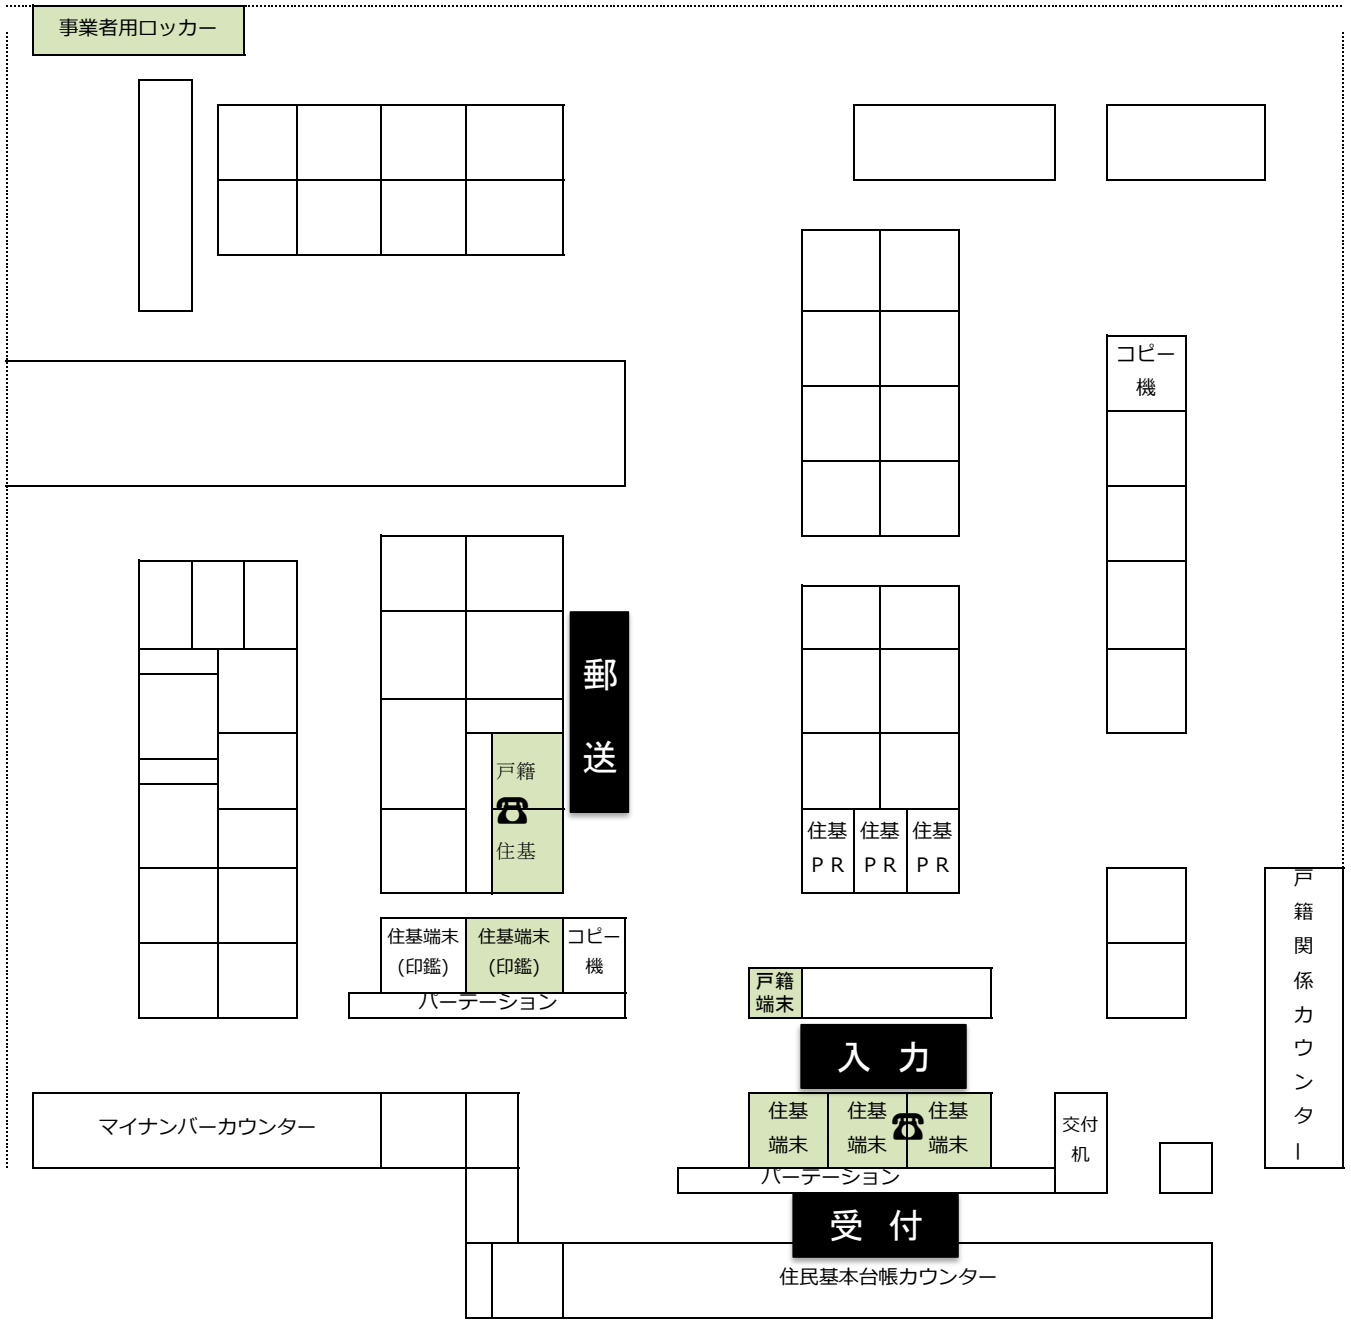 事業者用ロッカー
コピー
機
郵
送
戸籍
住基
住基
PR
住基
PR
住基
PR
住基端末
(印鑑)
住基端末
(印鑑)
コピー
機
パーテーション
戸籍
端末
入 力
戸
籍
関
係
カ
ウ
ン
タ
ー
マイナンバーカウンター
住基
端末
住基
端末
住基
端末
交付
机
パーテーション
受 付
住民基本台帳カウンター